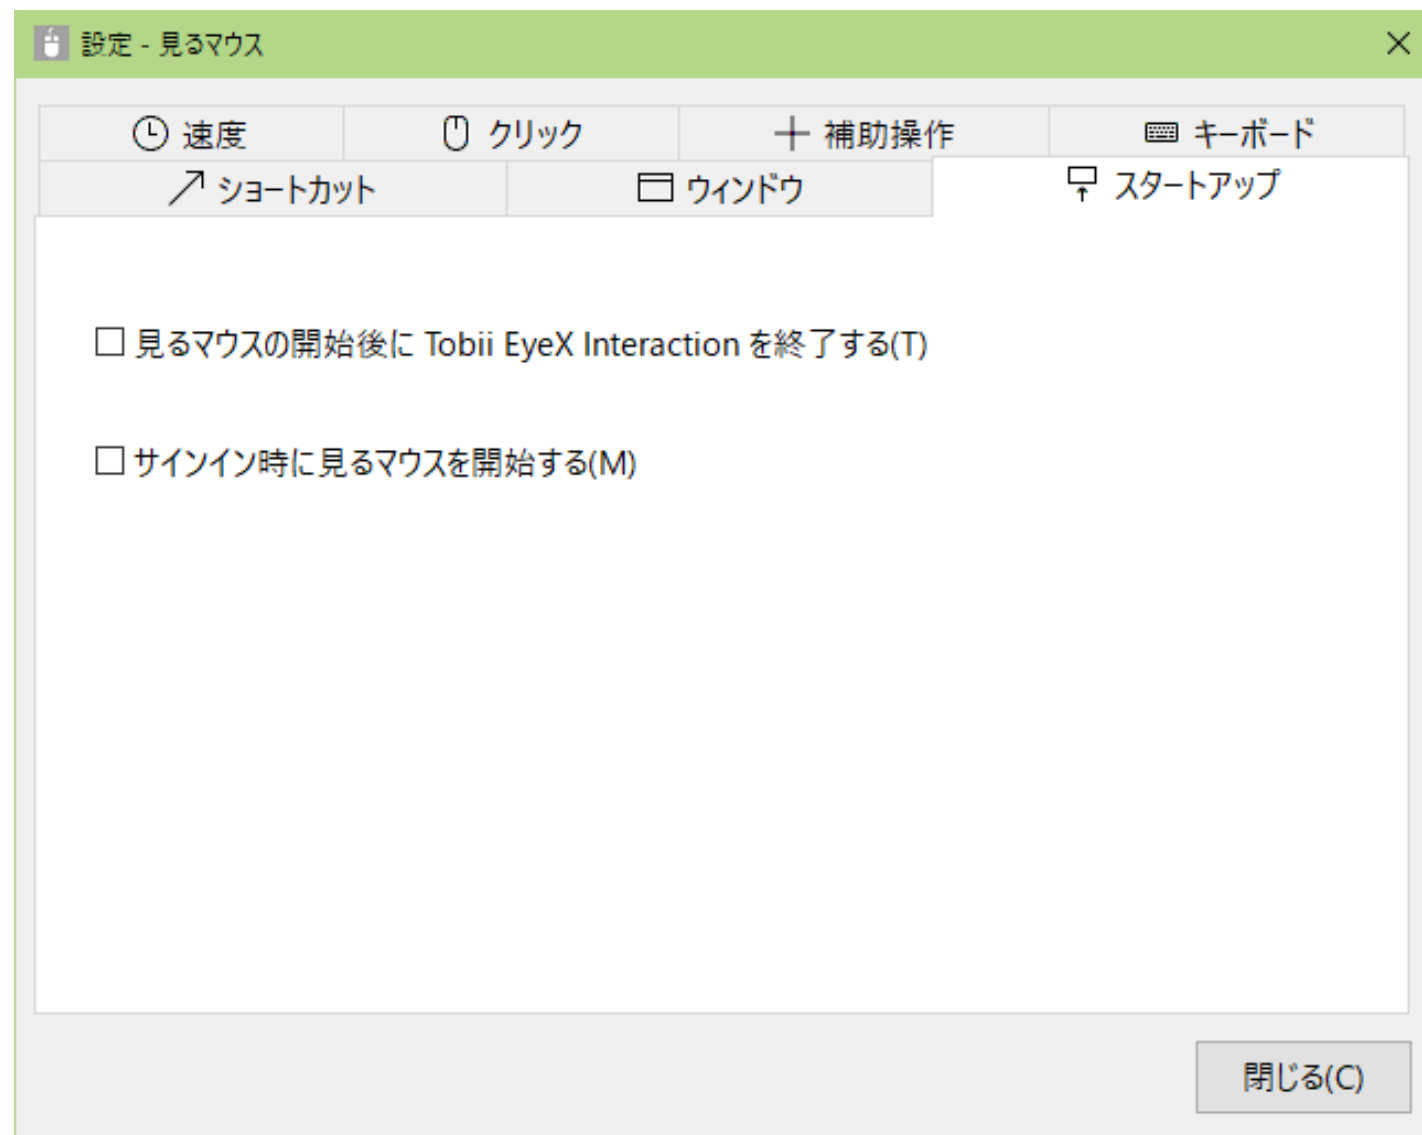 設定 - 見るマウス
速度 クリック 補助操作 キーボード
ショートカット ウィンドウ スタートアップ
見るマウスの開始後に Tobii EyeX Interaction を終了する(T)
サインイン時に見るマウスを開始する(M)
閉じる(C)